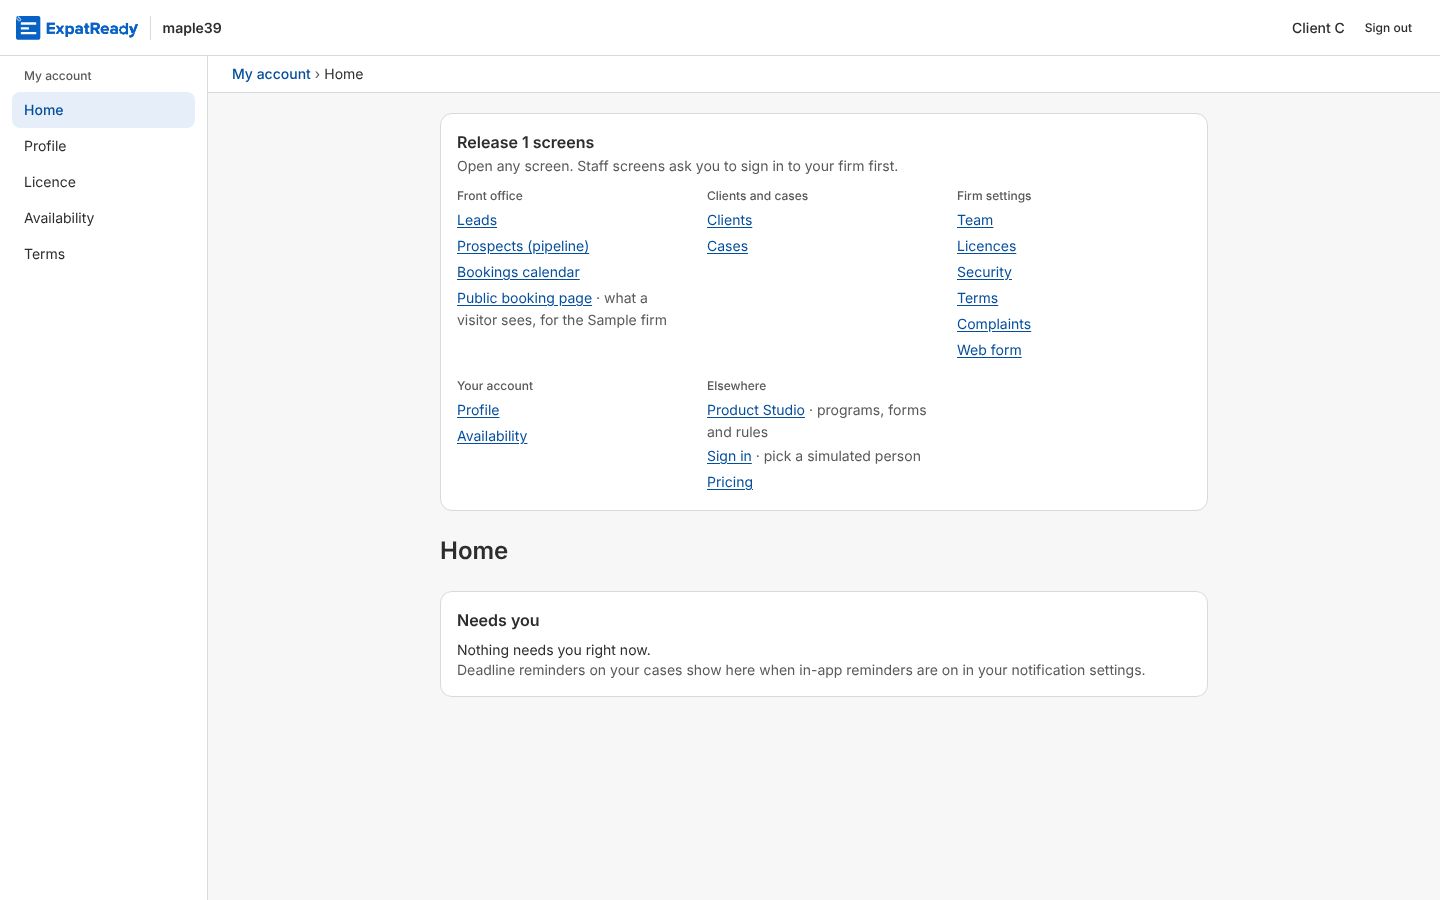 ExpatReady
maple39
Client C
Sign out
My account
Home
Profile
Licence
Availability
Terms
My account › Home
Release 1 screens
Open any screen. Staff screens ask you to sign in to your firm first.
Front office
Leads
Prospects (pipeline)
Bookings calendar
Public booking page · what a
visitor sees, for the Sample firm
Clients and cases
Clients
Cases
Firm settings
Team
Licences
Security
Terms
Complaints
Web form
Your account
Profile
Availability
Elsewhere
Product Studio · programs, forms
and rules
Sign in · pick a simulated person
Pricing
Home
Needs you
Nothing needs you right now.
Deadline reminders on your cases show here when in-app reminders are on in your notification settings.